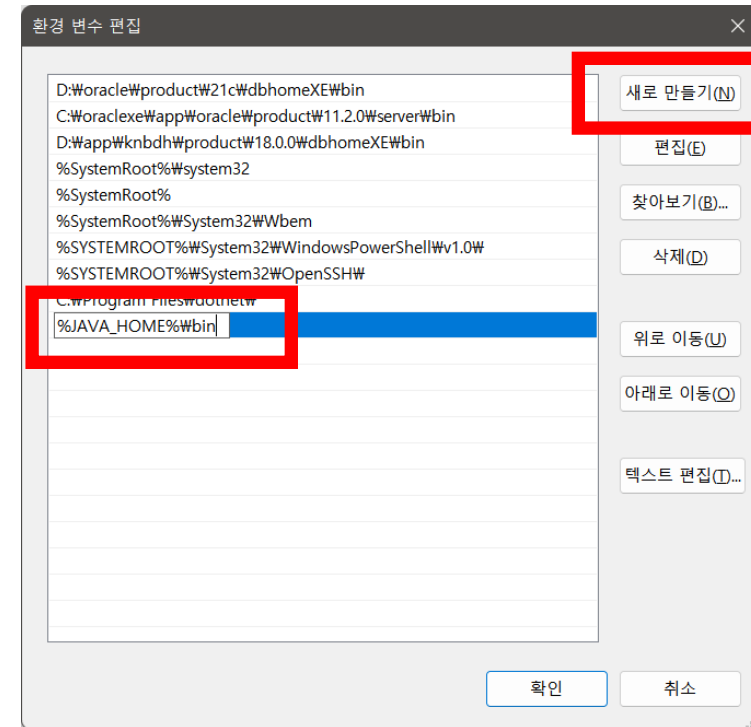 환경 변수 편집
D:₩oracle₩product₩21c₩dbhomeXE₩bin
C:₩oraclexe₩app₩oracle₩product₩11.2.0₩server₩bin
D:₩app₩knbdh₩product₩18.0.0₩dbhomeXE₩bin
%SystemRoot%₩system32
%SystemRoot%
%SystemRoot%₩System32₩Wbem
%SYSTEMROOT%₩System32₩WindowsPowerShell₩v1.0₩
%SYSTEMROOT%₩System32₩OpenSSH₩
C:₩Program Files₩dotnet₩
%JAVA_HOME%₩bin
새로 만들기(N)
편집(E)
찾아보기(B)...
삭제(D)
위로 이동(U)
아래로 이동(O)
텍스트 편집(T)...
확인
취소